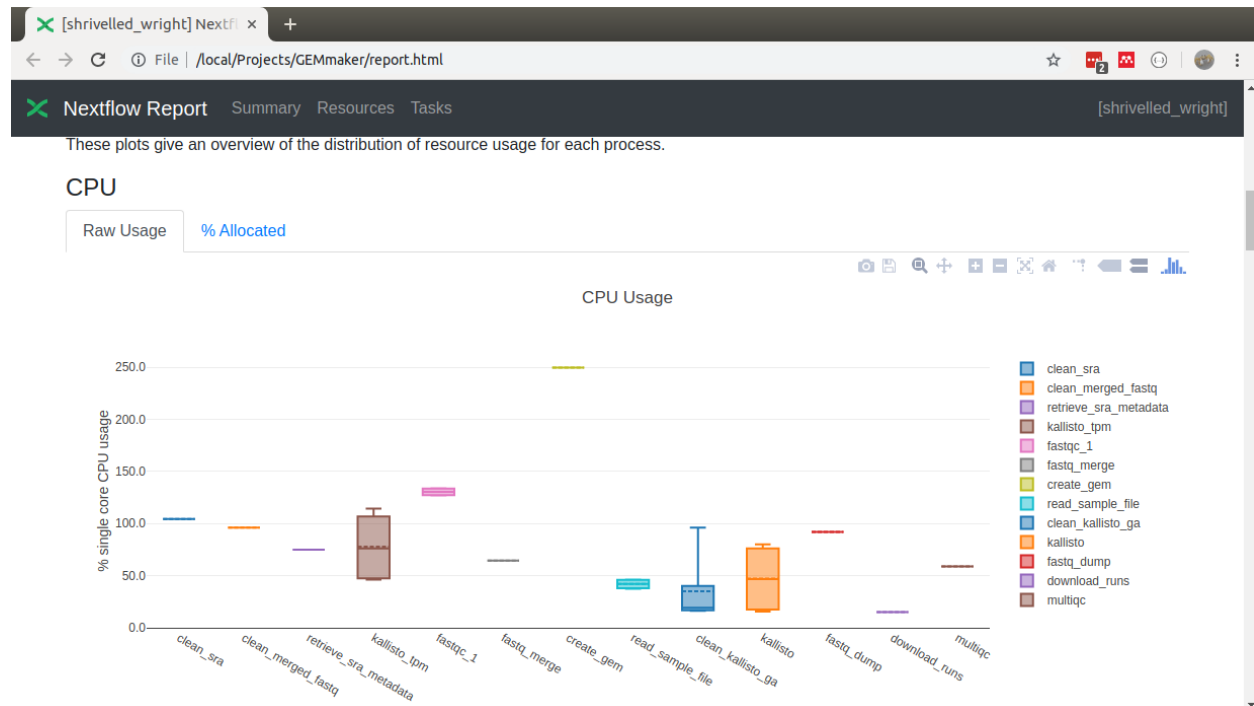 [shrivelled_wright] Nextfl
File /local/Projects/GEMmaker/report.html
2
Nextflow Report Summary Resources Tasks [shrivelled_wright]
These plots give an overview of the distribution of resource usage for each process.
CPU
Raw Usage % Allocated
CPU Usage
% single core CPU usage
250.0
200.0
150.0
100.0
50.0
0.0
clean_sra
clean_merged_fastq
retrieve_sra_metadata
kallisto_tpm
fastqc_1
fastq_merge
create_gem
read_sample_file
clean_kallisto_ga
kallisto
fastq_dump
download_runs
multiqc
clean_sra
clean_merged_fastq
retrieve_sra_metadata
kallisto_tpm
fastqc_1
fastq_merge
create_gem
read_sample_file
clean_kallisto_ga
kallisto
fastq_dump
download_runs
multiqc